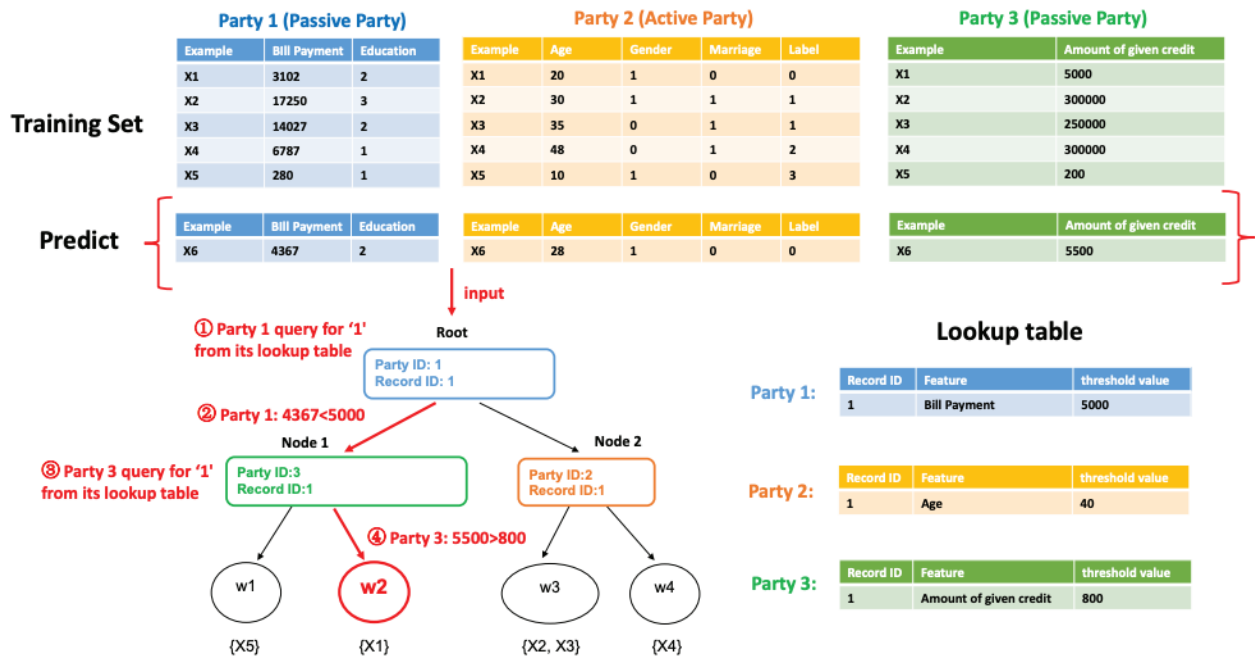 Party 1 (Passive Party)
Party 2 (Active Party)
Party 3 (Passive Party)
Training Set
Example Bill Payment Education
X1 3102 2
X2 17250 3
X3 14027 2
X4 6787 1
X5 280 1
Example Age Gender Marriage Label
X1 20 1 0 0
X2 30 1 1 1
X3 35 0 1 1
X4 48 0 1 2
X5 10 1 0 3
Example Amount of given credit
X1 5000
X2 300000
X3 250000
X4 300000
X5 200
Predict
Example Bill Payment Education
X6 4367 2
Example Age Gender Marriage Label
X6 28 1 0 0
Example Amount of given credit
X6 5500
input
① Party 1 query for ‘1'
from its lookup table
Root
Party ID: 1
Record ID: 1
② Party 1: 4367<5000
Node 1
Node 2
③ Party 3 query for ‘1'
from its lookup table
Party ID:3
Record ID:1
Party ID:2
Record ID:1
④ Party 3: 5500>800
w1
w2
w3
w4
{X5}
{X1}
{X2, X3}
{X4}
Lookup table
Party 1:
Record ID Feature threshold value
1 Bill Payment 5000
Party 2:
Record ID Feature threshold value
1 Age 40
Party 3:
Record ID Feature threshold value
1 Amount of given credit 800